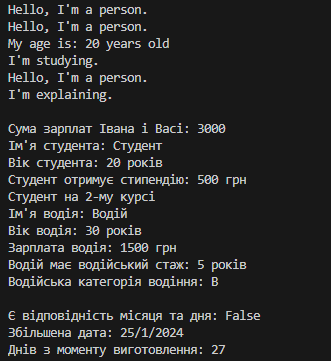 Hello, I'm a person.
Hello, I'm a person.
My age is: 20 years old
I'm studying.
Hello, I'm a person.
I'm explaining.
Сума зарплат Івана і Васі: 3000
Ім'я студента: Студент
Вік студента: 20 років
Студент отримує стипендію: 500 грн
Студент на 2-му курсі
Ім'я водія: Водій
Вік водія: 30 років
Зарплата водія: 1500 грн
Водій має водійський стаж: 5 років
Водійська категорія водіння: B
Є відповідність місяця та дня: False
Збільшена дата: 25/1/2024
Днів з моменту виготовлення: 27